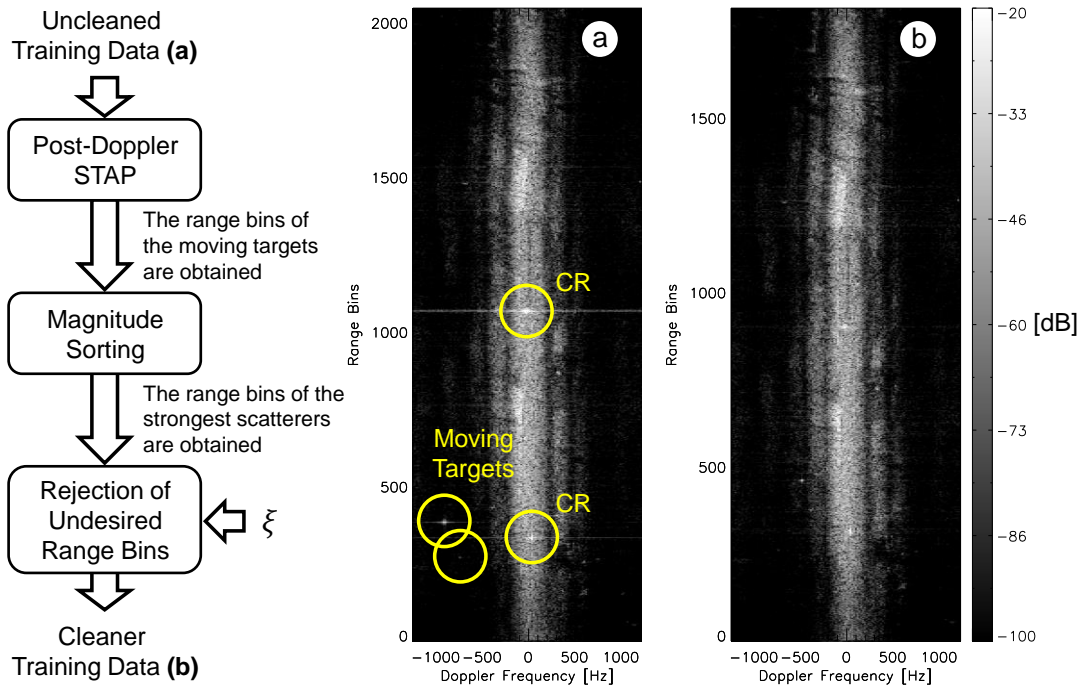 Uncleaned
Training Data (a)
Post-Doppler
STAP
The range bins of
the moving targets
are obtained
Magnitude
Sorting
The range bins of the
strongest scatterers
are obtained
Rejection of
Undesired
Range Bins
ξ
Cleaner
Training Data (b)
a
2000
1500
1000
500
0
Range Bins
CR
Moving
Targets
CR
-1000 -500 0 500 1000
Doppler Frequency [Hz]
b
1500
1000
500
0
Range Bins
-1000 -500 0 500 1000
Doppler Frequency [Hz]
-20
-33
-46
-60
-73
-86
-100
[dB]